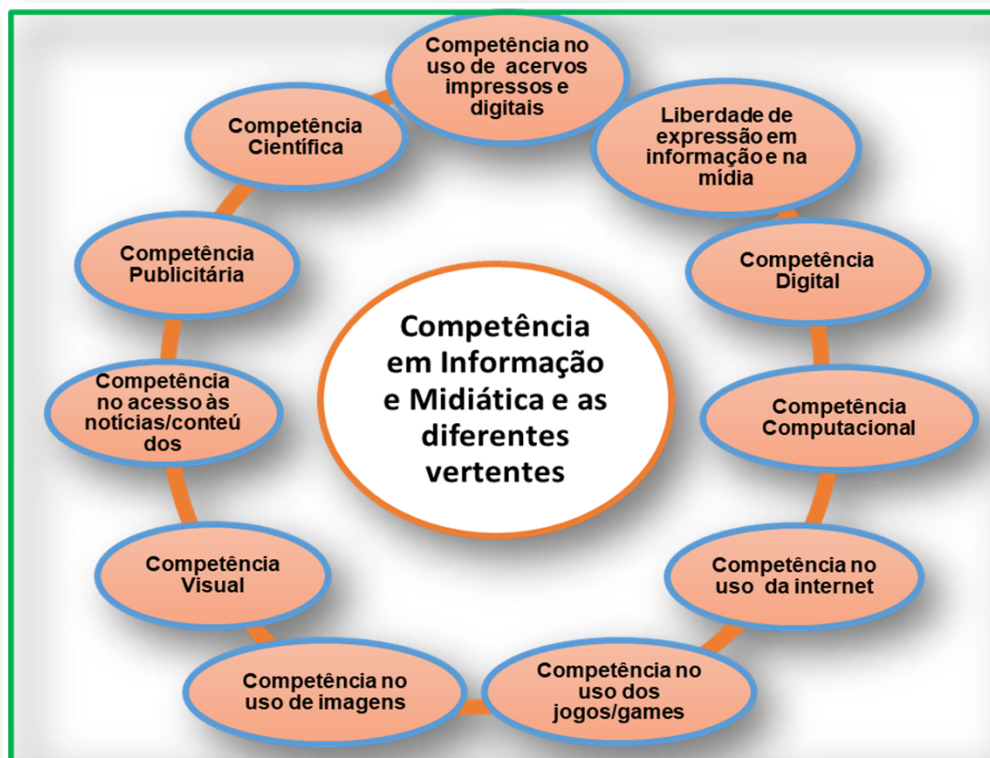 Competência no
uso de acervos
impressos e
digitais
Liberdade de
expressão em
informação e na
mídia
Competência
Digital
Competência
Computacional
Competência no
uso da internet
Competência no
uso dos
jogos/games
Competência no
uso de imagens
Competência
Visual
Competência
no acesso às
notícias/conteú
dos
Competência
Publicitária
Competência
Científica
Competência
em Informação
e Midiática e as
diferentes
vertentes